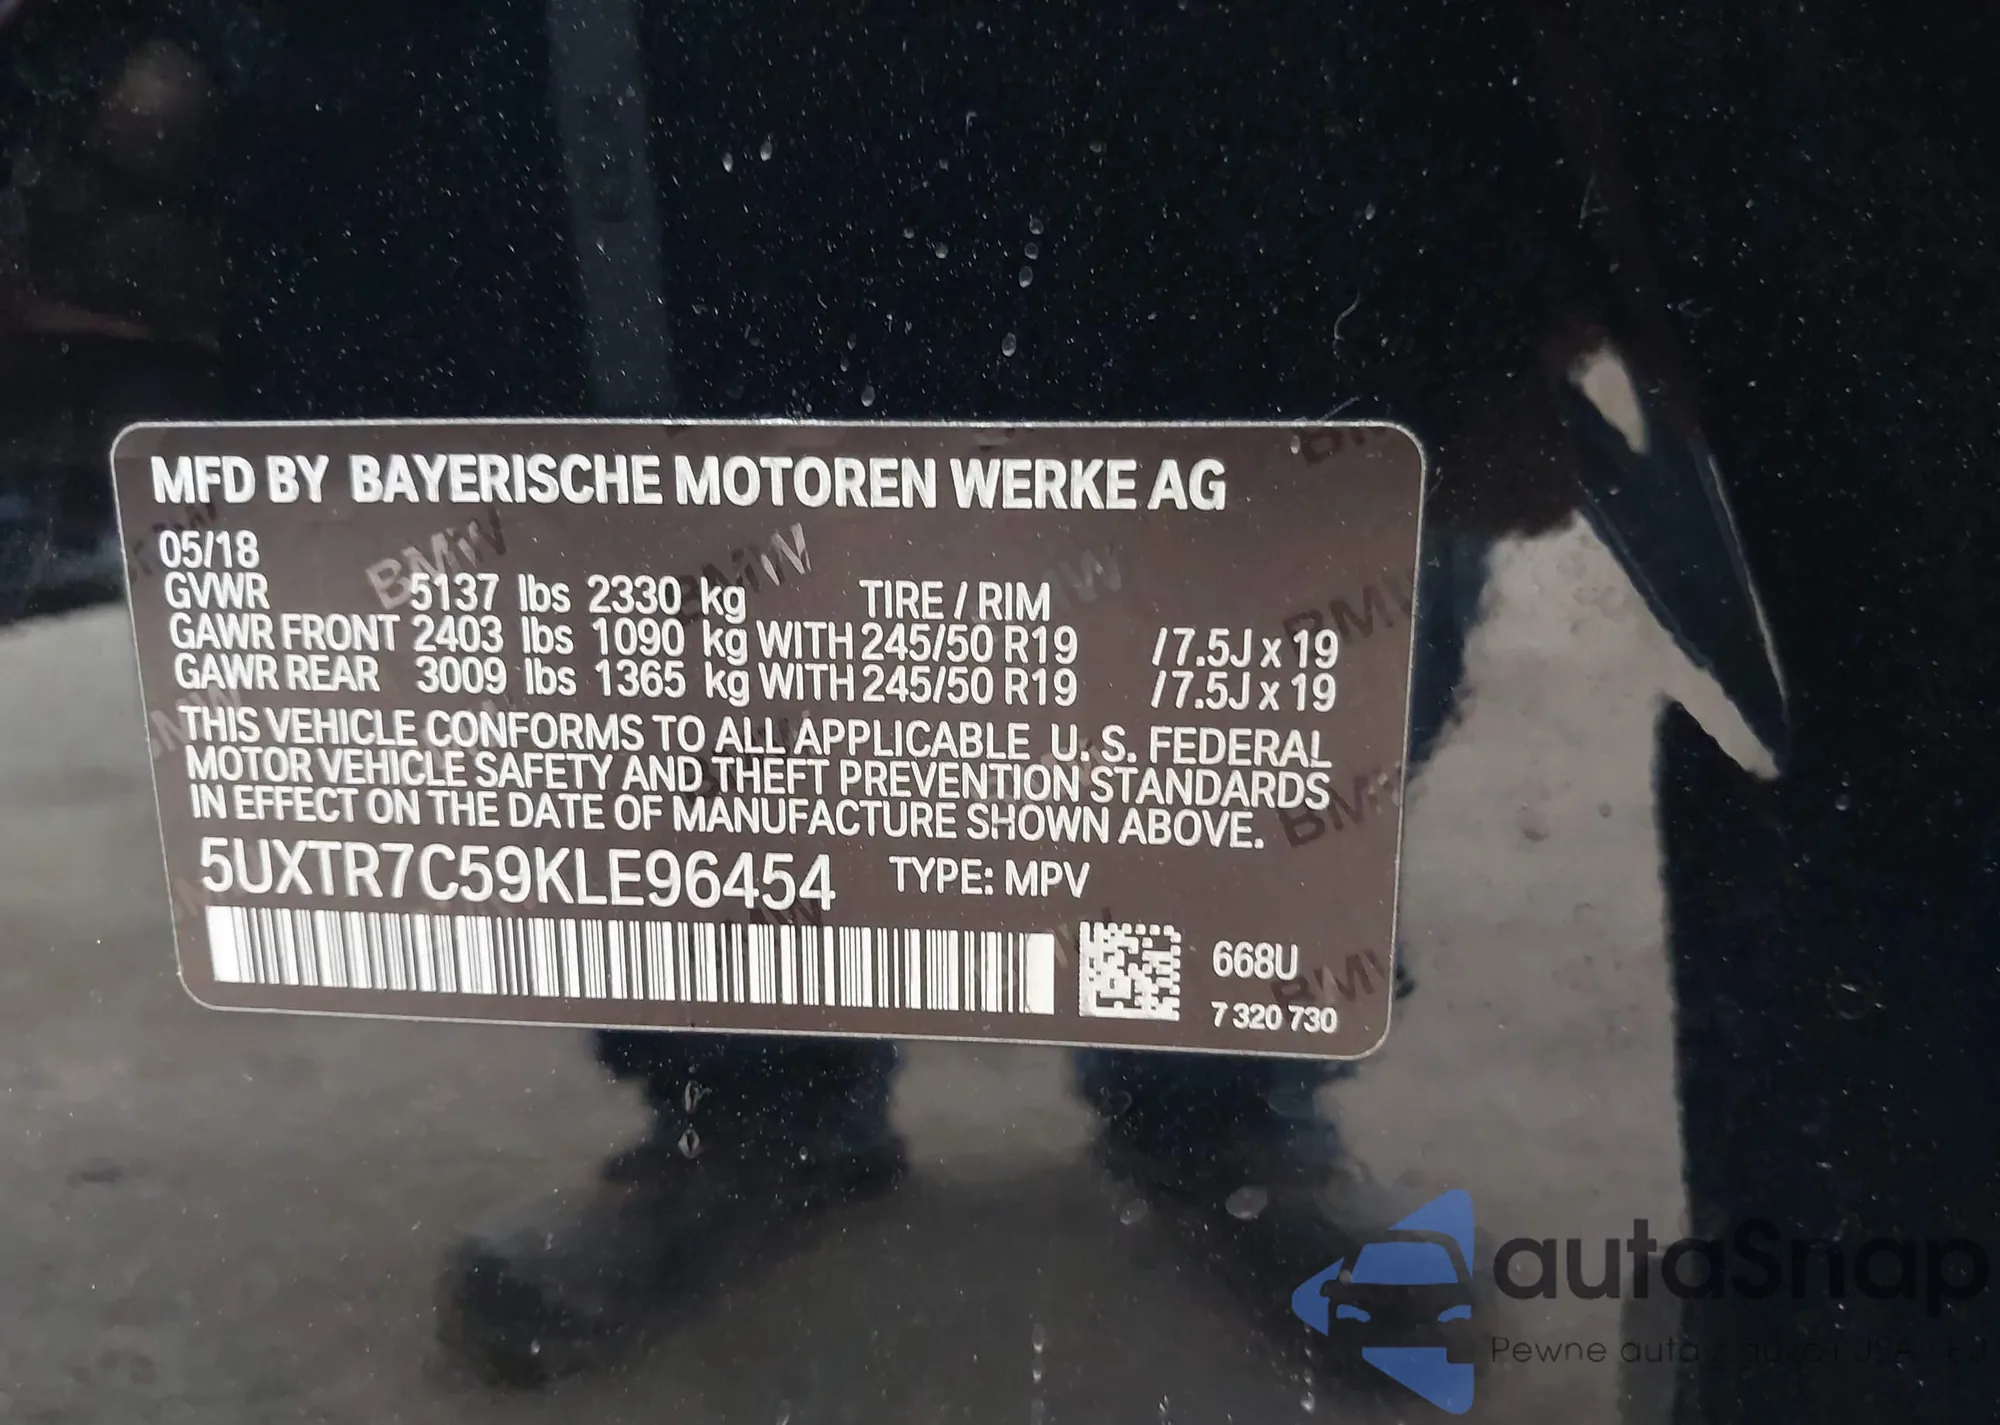 MFD BY BAYERISCHE MOTOREN WERKE AG
05/18
GVWR 5137 lbs 2330 kg TIRE / RIM
GAWR FRONT 2403 lbs 1090 kg WITH 245/50 R19 /7.5J x 19
GAWR REAR 3009 lbs 1365 kg WITH 245/50 R19 /7.5J x 19
THIS VEHICLE CONFORMS TO ALL APPLICABLE U. S. FEDERAL
MOTOR VEHICLE SAFETY AND THEFT PREVENTION STANDARDS
IN EFFECT ON THE DATE OF MANUFACTURE SHOWN ABOVE.
5UXTR7C59KLE96454 TYPE: MPV
668U
7 320 730
autaSnap
Pewne auta